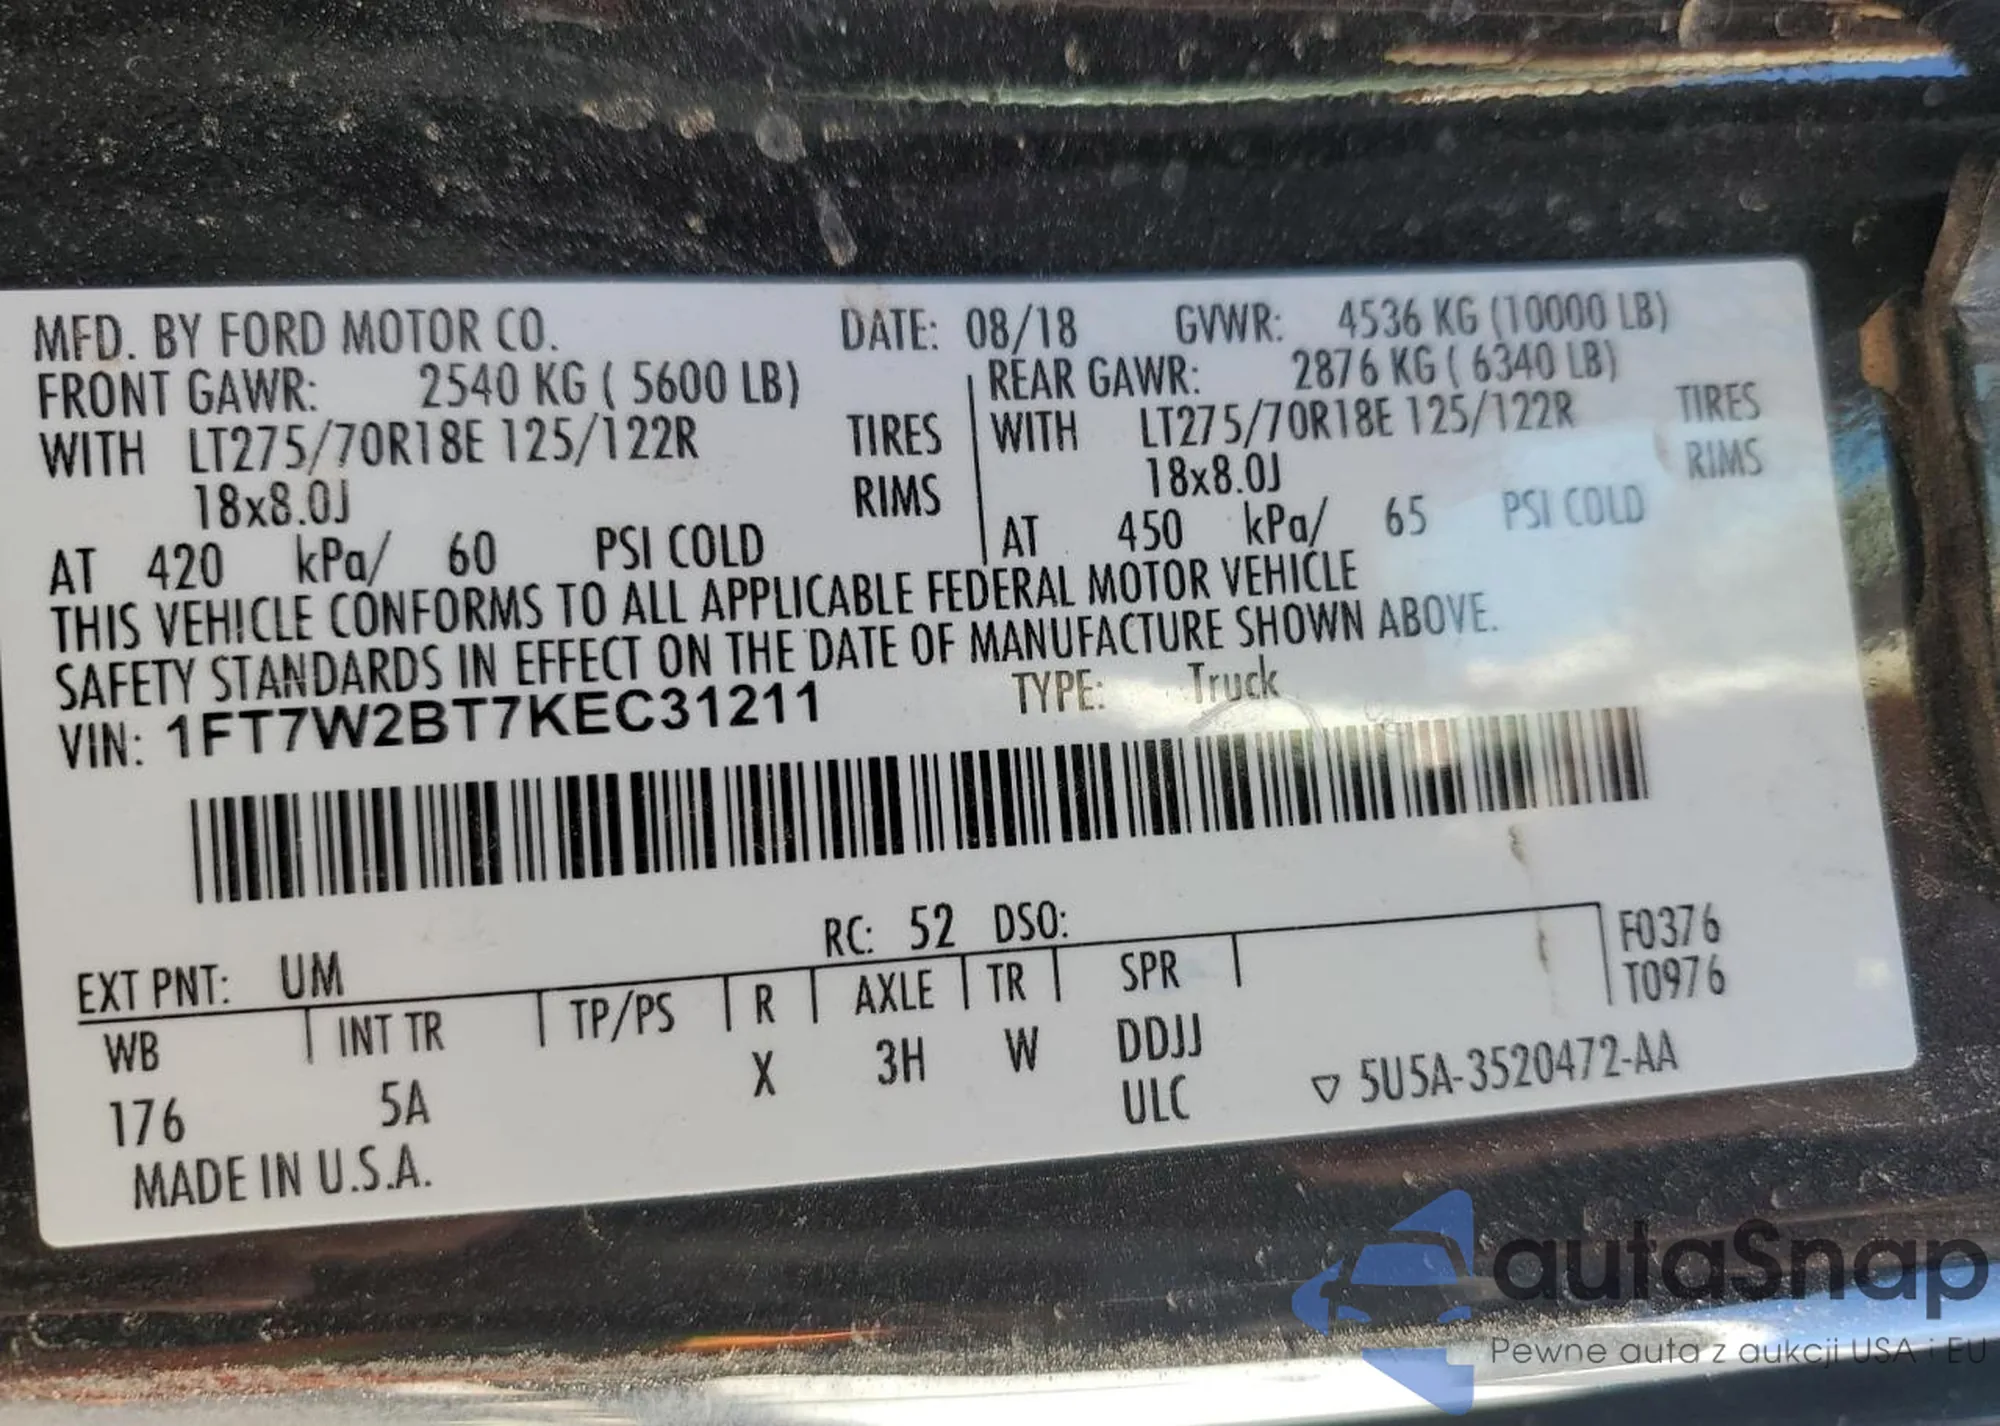 MFD. BY FORD MOTOR CO. DATE: 08/18 GVWR: 4536 KG (10000 LB)
FRONT GAWR: 2540 KG ( 5600 LB) REAR GAWR: 2876 KG ( 6340 LB)
WITH LT275/70R18E 125/122R TIRES WITH LT275/70R18E 125/122R TIRES
18x8.0J RIMS 18x8.0J RIMS
AT 420 kPa/ 60 PSI COLD AT 450 kPa/ 65 PSI COLD
THIS VEHICLE CONFORMS TO ALL APPLICABLE FEDERAL MOTOR VEHICLE
SAFETY STANDARDS IN EFFECT ON THE DATE OF MANUFACTURE SHOWN ABOVE.
VIN: 1FT7W2BT7KEC31211 TYPE: Truck
EXT PNT: UM RC: 52 DSO: F0376
WB INT TR TP/PS R AXLE TR SPR T0976
176 5A X 3H W DDJJ
ULC ▽ 5U5A-3520472-AA
MADE IN U.S.A.
autaSnap
Pewne auta z aukcji USA i EU